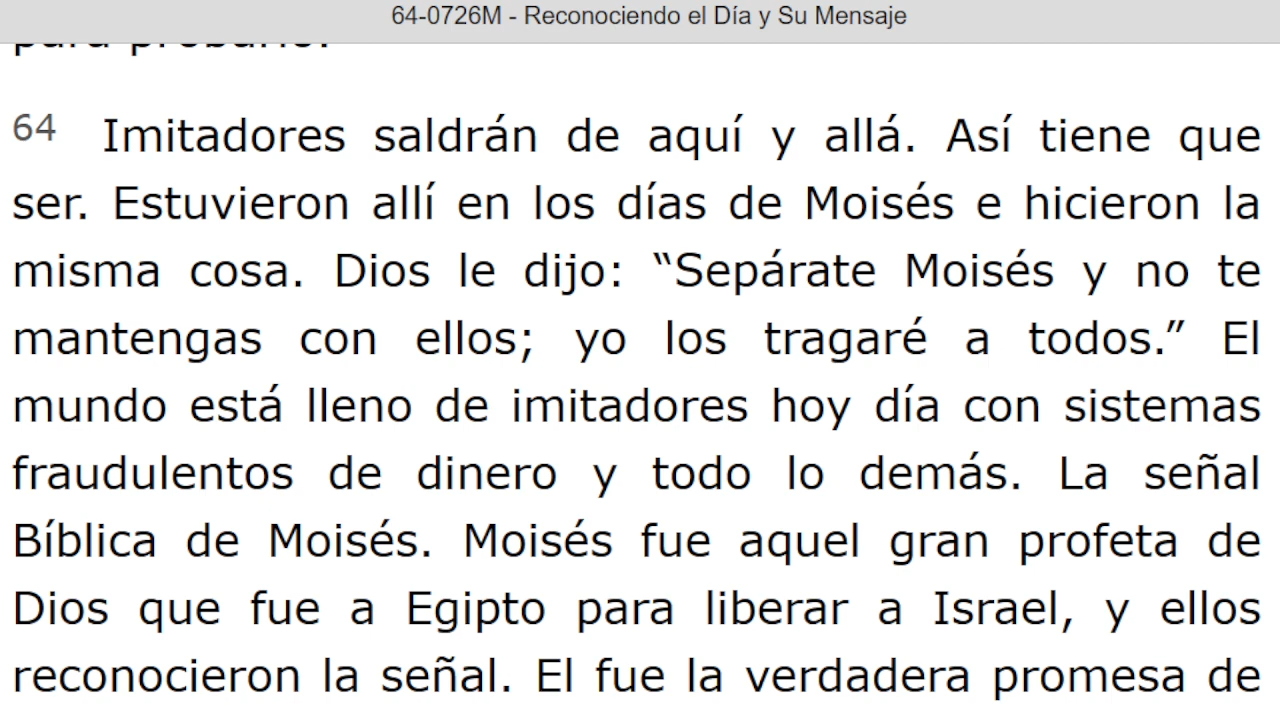 64-0726M - Reconociendo el Día y Su Mensaje
para probarlo.
64 Imitadores saldrán de aquí y allá. Así tiene que
ser. Estuvieron allí en los días de Moisés e hicieron la
misma cosa. Dios le dijo: “Sepárate Moisés y no te
mantengas con ellos; yo los tragaré a todos.” El
mundo está lleno de imitadores hoy día con sistemas
fraudulentos de dinero y todo lo demás. La señal
Bíblica de Moisés. Moisés fue aquel gran profeta de
Dios que fue a Egipto para liberar a Israel, y ellos
reconocieron la señal. El fue la verdadera promesa de